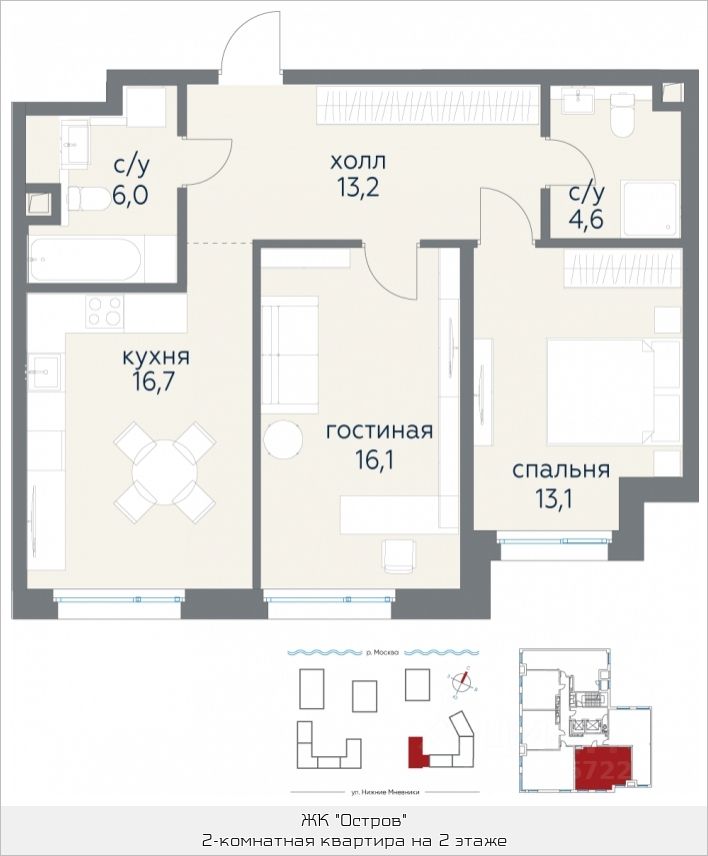 с/у
6,0
холл
13,2
с/у
4,6
кухня
16,7
гостиная
16,1
спальня
13,1
р. Москва
ул. Нижние Мневники
ЖК "Остров"
2-комнатная квартира на 2 этаже